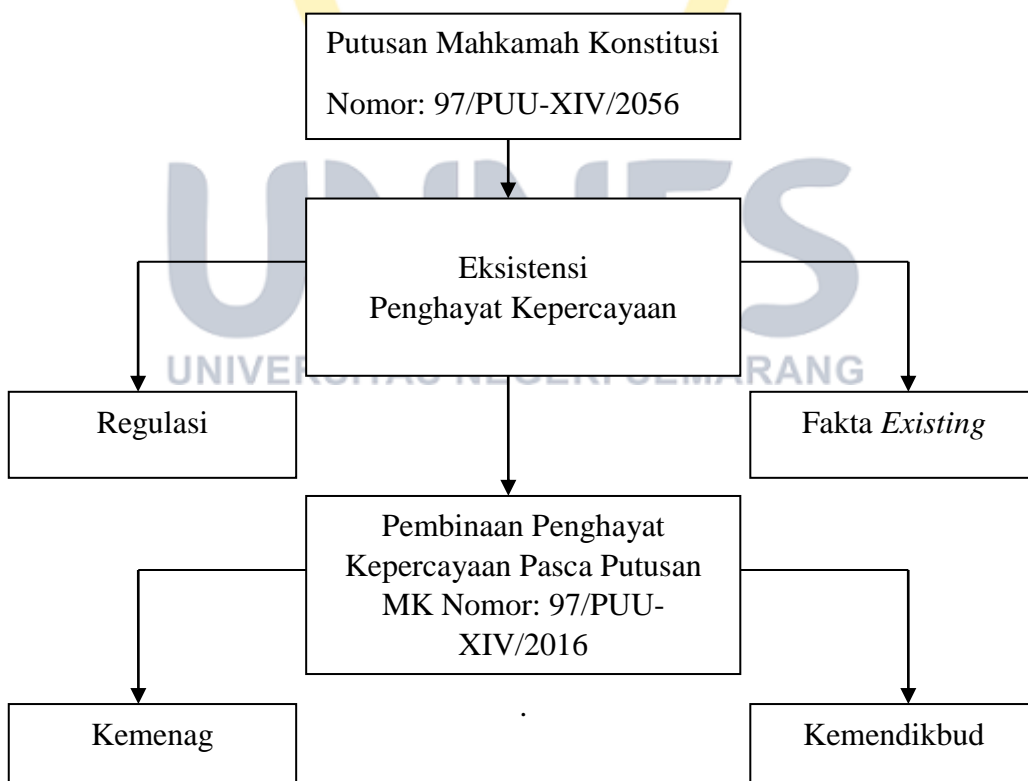 Putusan Mahkamah Konstitusi
Nomor: 97/PUU-XIV/2056
UNNES
Eksistensi
Penghayat Kepercayaan
UNIVERSITAS NEGERI SEMARANG
Regulasi
Fakta Existing
Pembinaan Penghayat
Kepercayaan Pasca Putusan
MK Nomor: 97/PUU-
XIV/2016
.
Kemenag
Kemendikbud